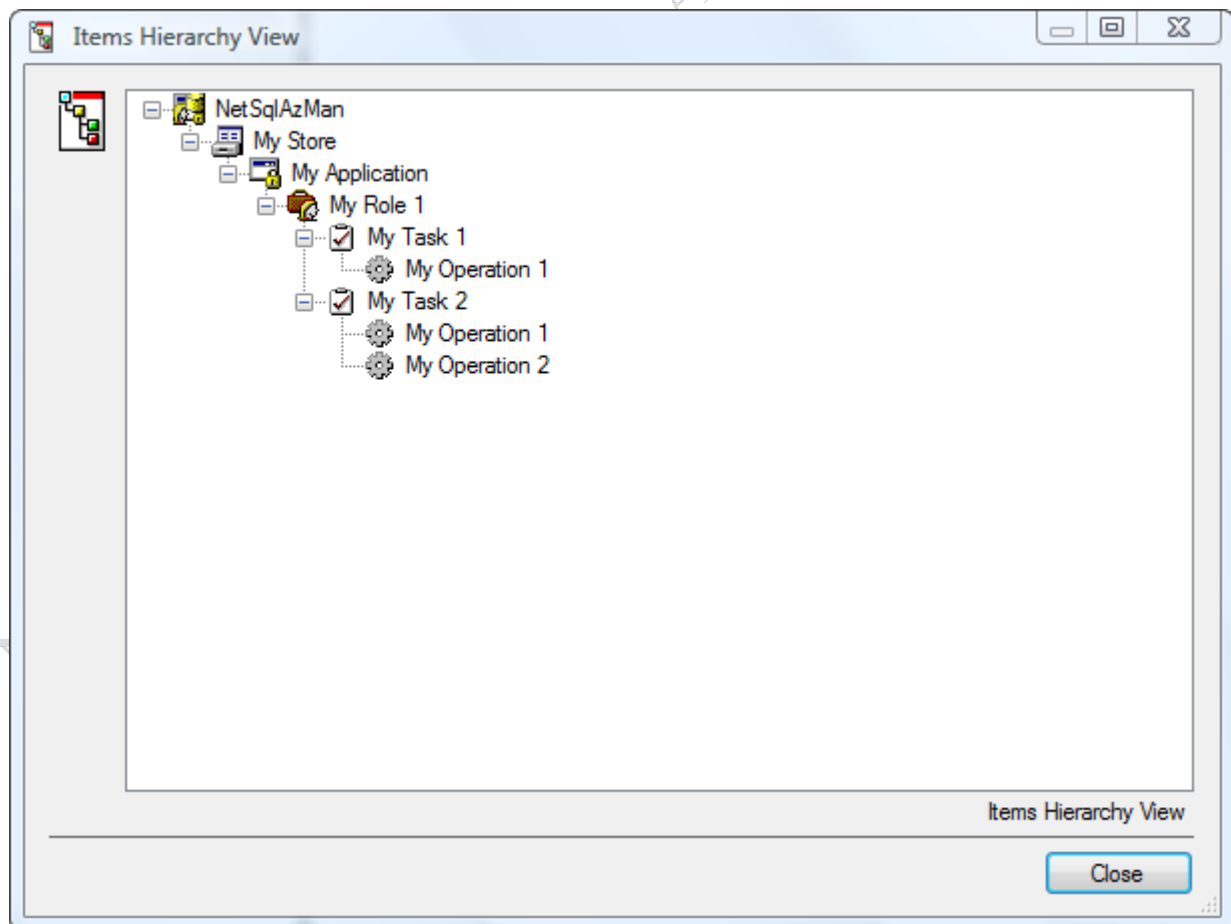 Items Hierarchy View
NetSqlAzMan
My Store
My Application
My Role 1
My Task 1
My Operation 1
My Task 2
My Operation 1
My Operation 2
Items Hierarchy View
Close